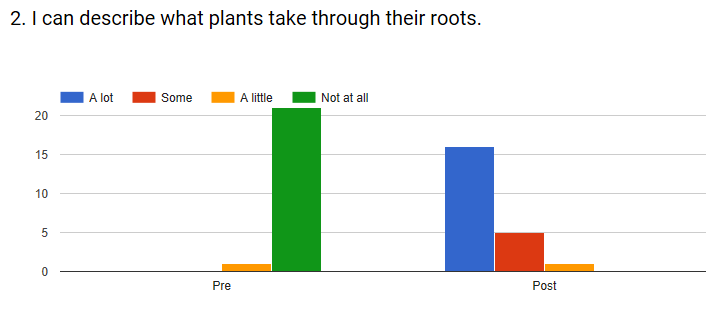 2. I can describe what plants take through their roots.
A lot Some A little Not at all
20
15
10
5
0
Pre Post